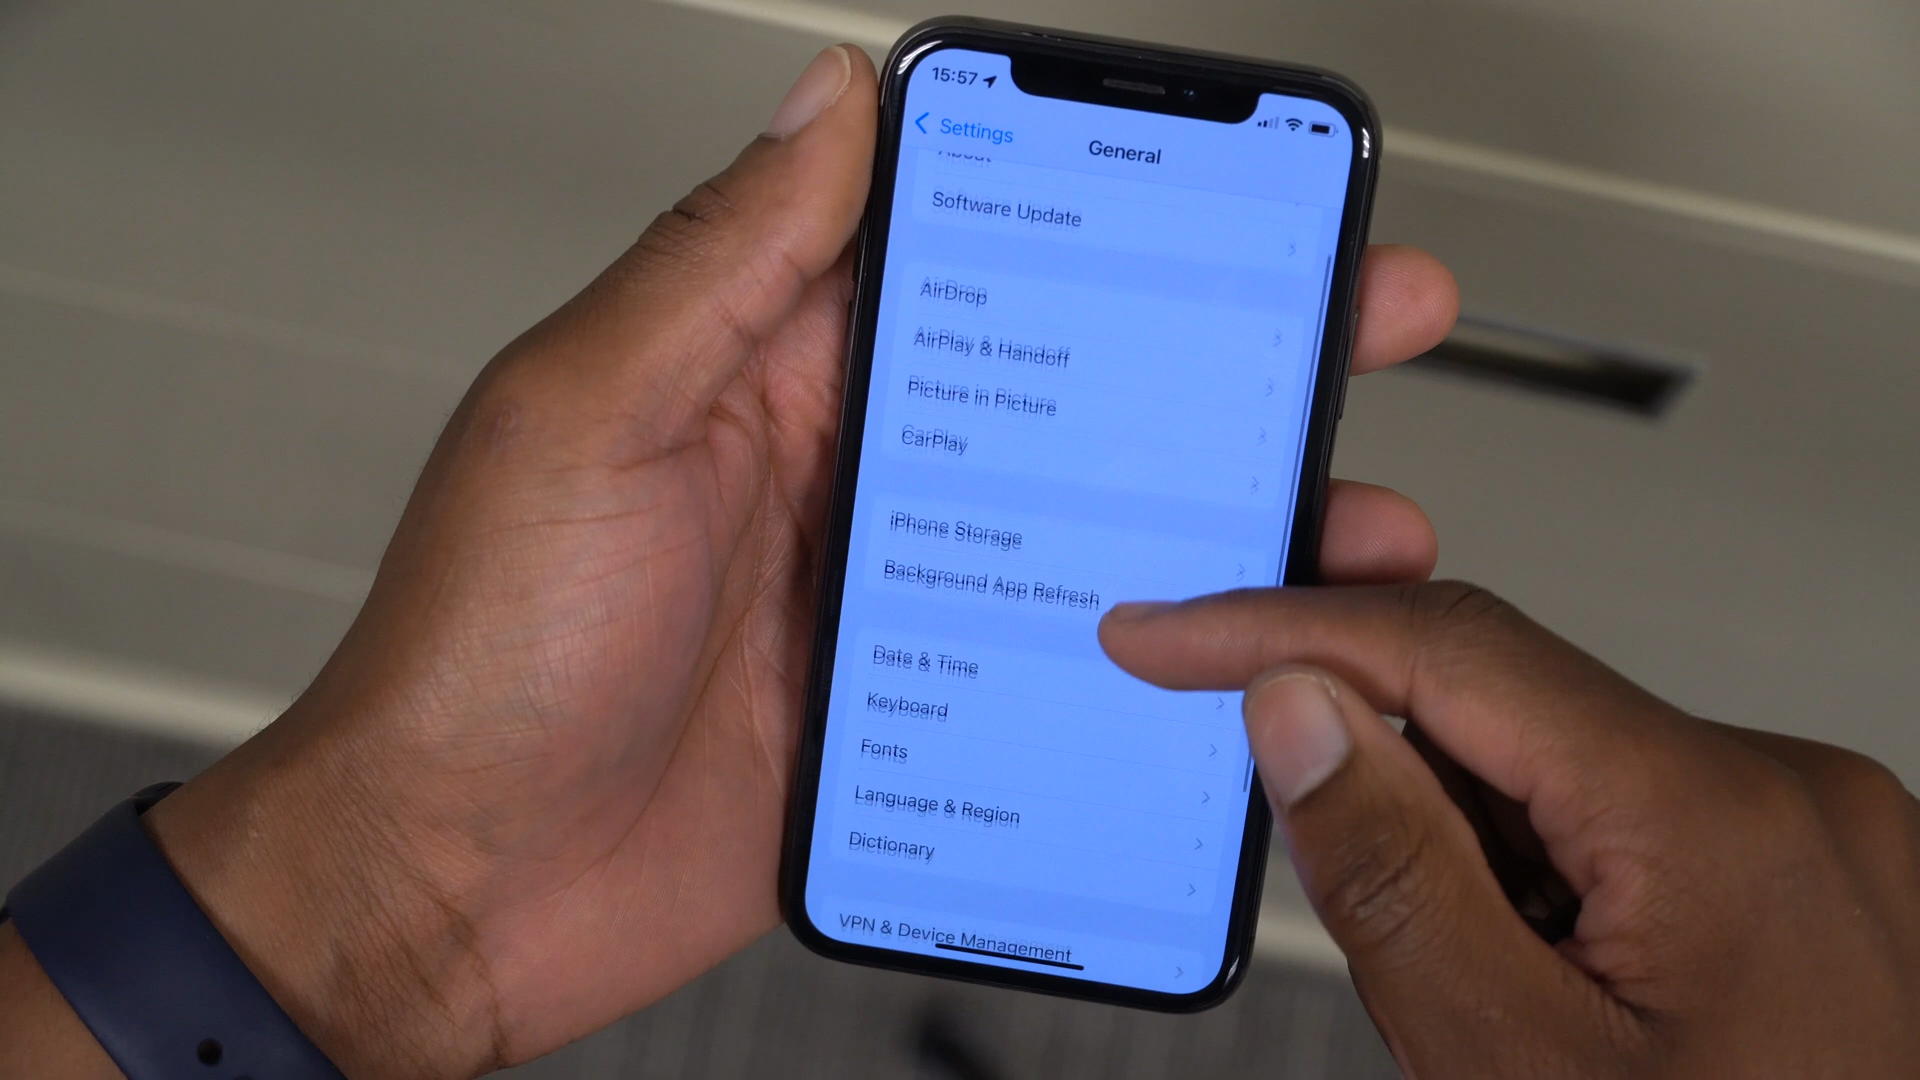 15:57
Settings
General
About
Software Update
AirDrop
AirPlay & Handoff
Picture in Picture
CarPlay
iPhone Storage
Background App Refresh
Date & Time
Keyboard
Fonts
Language & Region
Dictionary
VPN & Device Management